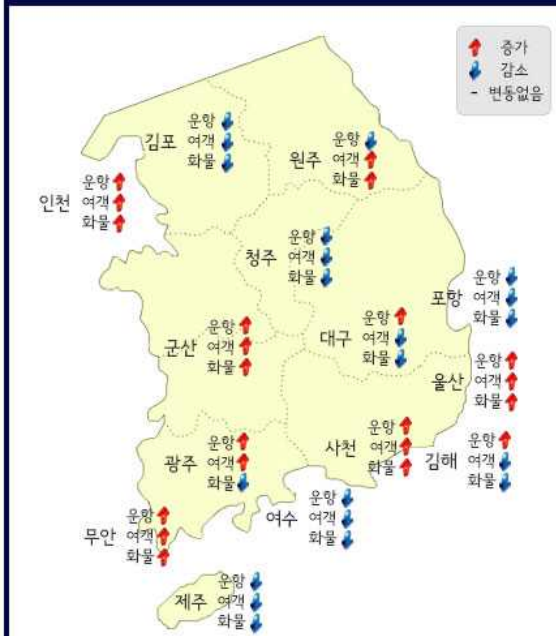 증가
감소
- 변동없음
김포
운항
여객
화물
원주
운항
여객
화물
인천
운항
여객
화물
청주
운항
여객
화물
포항
운항
여객
화물
군산
운항
여객
화물
대구
운항
여객
화물
울산
운항
여객
화물
광주
운항
여객
화물
사천
운항
여객
화물
김해
운항
여객
화물
여수
운항
여객
화물
무안
운항
여객
화물
제주
운항
여객
화물